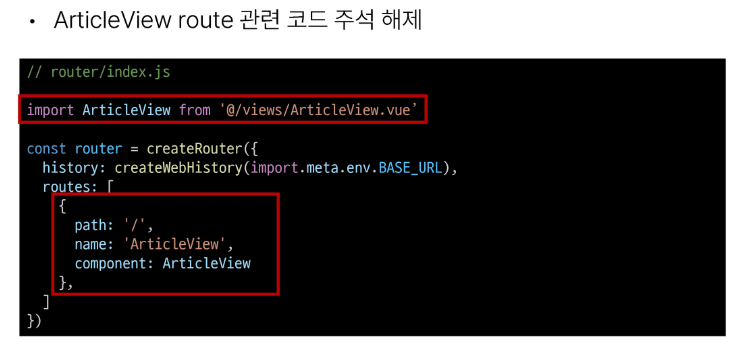 • ArticleView route 관련 코드 주석 해제
// router/index.js
import ArticleView from '@/views/ArticleView.vue’
const router = createRouter({
history: createWebHistory(import.meta.env.BASE_URL),
routes: [
{
path: '/',
name: 'ArticleView',
component: ArticleView
},
]
})